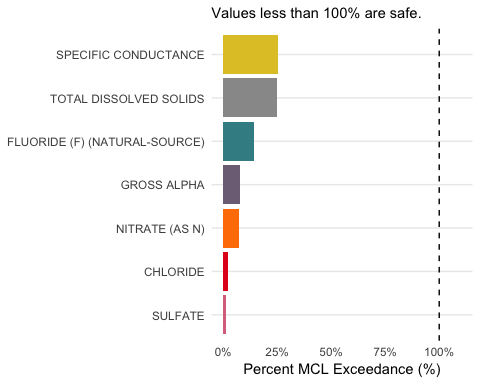 Values less than 100% are safe.
SPECIFIC CONDUCTANCE
TOTAL DISSOLVED SOLIDS
FLUORIDE (F) (NATURAL-SOURCE)
GROSS ALPHA
NITRATE (AS N)
CHLORIDE
SULFATE
0% 25% 50% 75% 100%
Percent MCL Exceedance (%)